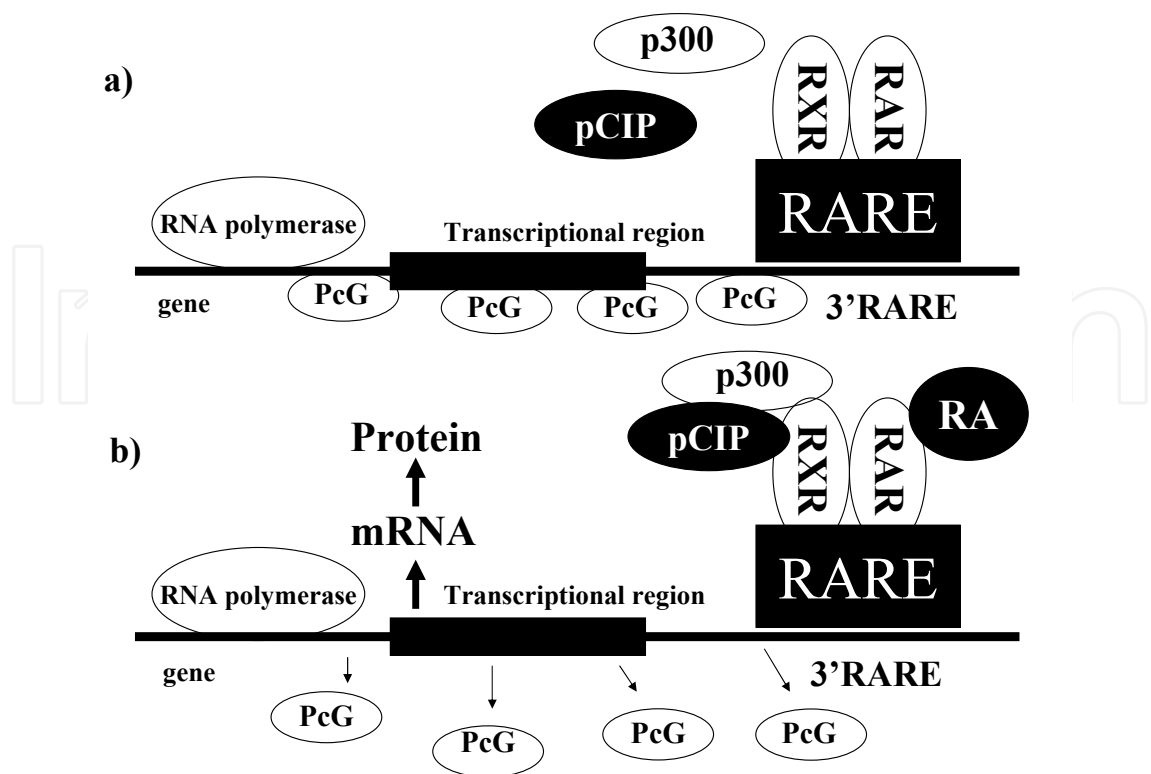 a)
p300
pCIP
RXR
RAR
RARE
RNA polymerase
Transcriptional region
gene
PcG
PcG
PcG
PcG
3’RARE
b)
p300
pCIP
RXR
RAR
RA
Protein
mRNA
RARE
RNA polymerase
Transcriptional region
gene
3’RARE
PcG
PcG
PcG
PcG